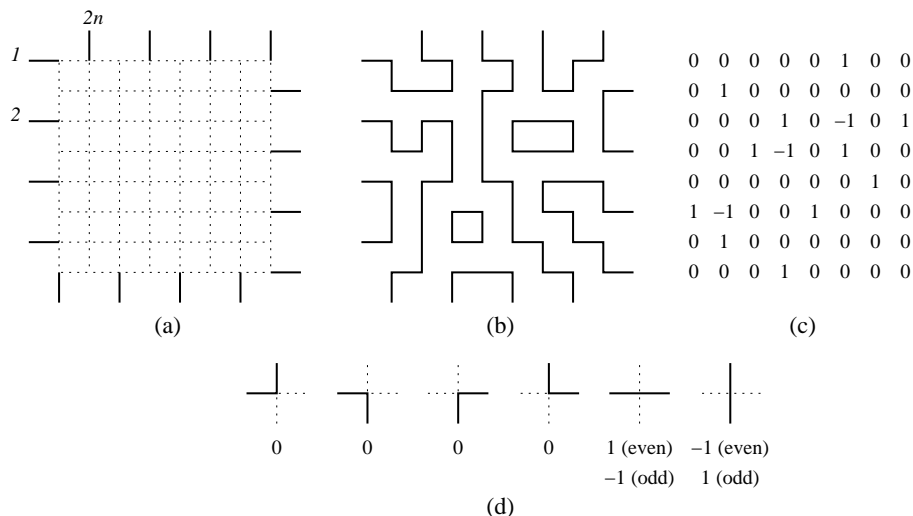 2n
1
2
(a)
(b)
0 0 0 0 0 1 0 0
0 1 0 0 0 0 0 0
0 0 0 1 0 −1 0 1
0 0 1 −1 0 1 0 0
0 0 0 0 0 0 1 0
1 −1 0 0 1 0 0 0
0 1 0 0 0 0 0 0
0 0 0 1 0 0 0 0
(c)
0 0 0 0 1 (even) −1 (even)
−1 (odd) 1 (odd)
(d)